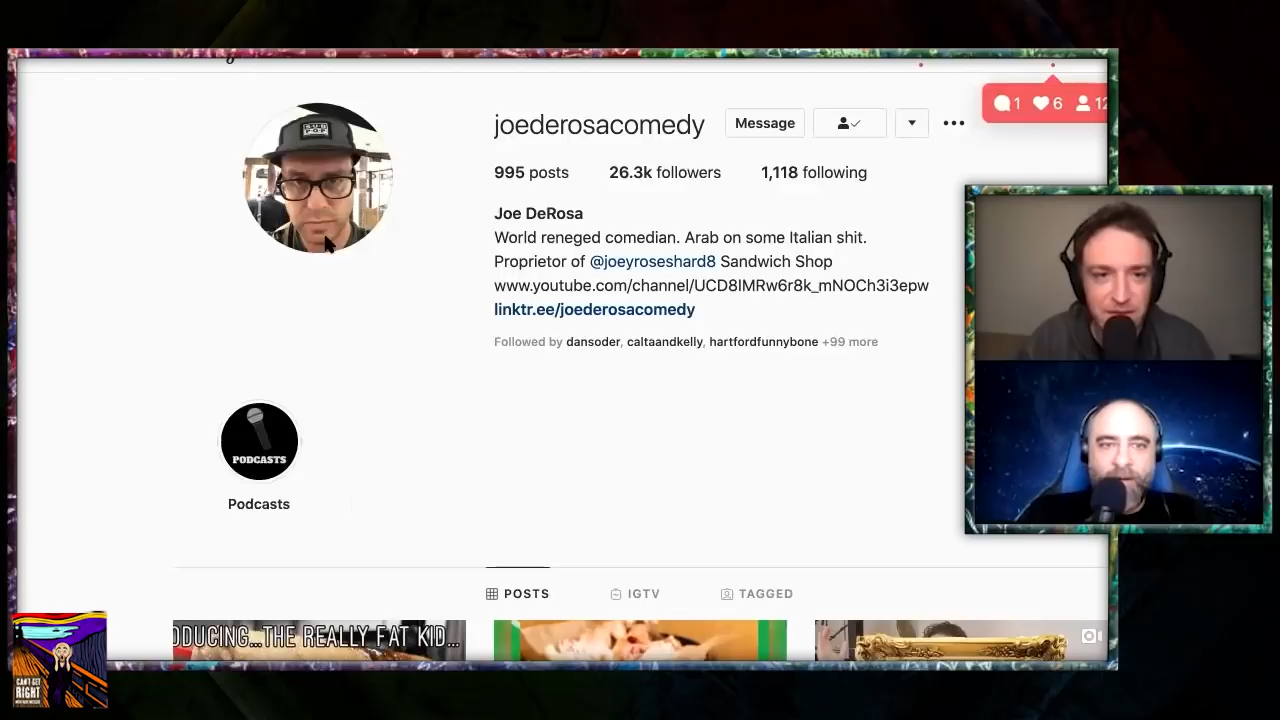 joederosacomedy
Message
1 6 12
995 posts 26.3k followers 1,118 following
Joe DeRosa
World reneged comedian. Arab on some Italian shit.
Proprietor of @joeyroseshard8 Sandwich Shop
www.youtube.com/channel/UCD8IMRw6r8k_mNOCh3i3epw
linktr.ee/joederosacomedy
Followed by dansoder, caltaandkelly, hartfordfunnybone +99 more
PODCASTS
Podcasts
POSTS IGTV TAGGED
ODUCING...THE REALLY FAT KID...
CAN'T GET
RIGHT